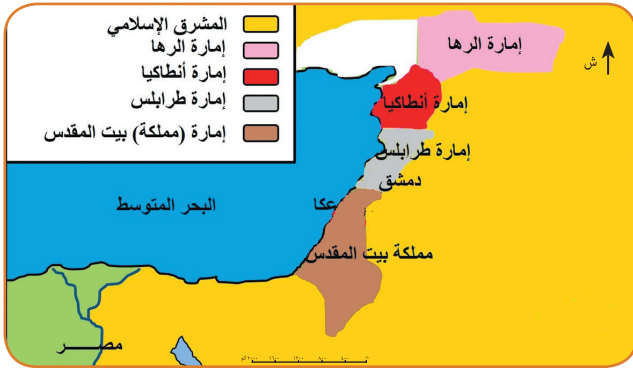 المشرق الإسلامي
إمارة الرها
إمارة أنطاكيا
إمارة طرابلس
إمارة (مملكة) بيت المقدس
إمارة الرها
ش
إمارة أنطاكيا
إمارة طرابلس
دمشق
عكا
البحر المتوسط
مملكة بيت المقدس
مصـــــر